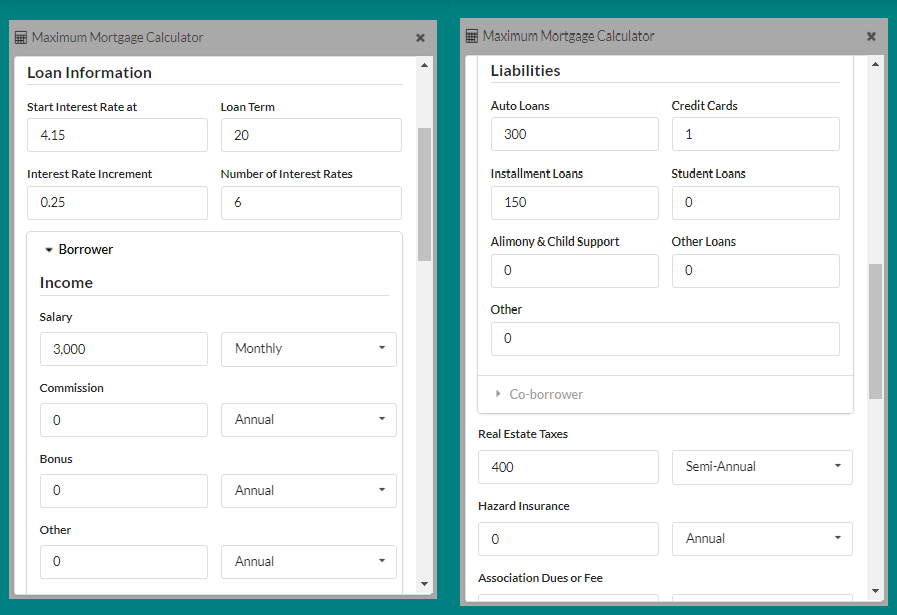 Maximum Mortgage Calculator
Loan Information
Start Interest Rate at Loan Term
4.15 20
Interest Rate Increment Number of Interest Rates
0.25 6
Borrower
Income
Salary
3,000 Monthly
Commission
0 Annual
Bonus
0 Annual
Other
0 Annual
Maximum Mortgage Calculator
Liabilities
Auto Loans Credit Cards
300 1
Installment Loans Student Loans
150 0
Alimony & Child Support Other Loans
0 0
Other
0
Co-borrower
Real Estate Taxes
400 Semi-Annual
Hazard Insurance
0 Annual
Association Dues or Fee